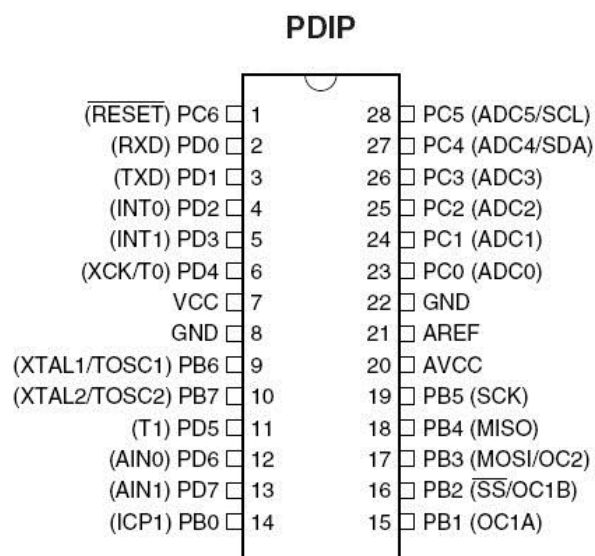 PDIP
(RESET) PC6 1 28 PC5 (ADC5/SCL)
(RXD) PD0 2 27 PC4 (ADC4/SDA)
(TXD) PD1 3 26 PC3 (ADC3)
(INT0) PD2 4 25 PC2 (ADC2)
(INT1) PD3 5 24 PC1 (ADC1)
(XCK/T0) PD4 6 23 PC0 (ADC0)
VCC 7 22 GND
GND 8 21 AREF
(XTAL1/TOSC1) PB6 9 20 AVCC
(XTAL2/TOSC2) PB7 10 19 PB5 (SCK)
(T1) PD5 11 18 PB4 (MISO)
(AIN0) PD6 12 17 PB3 (MOSI/OC2)
(AIN1) PD7 13 16 PB2 (SS/OC1B)
(ICP1) PB0 14 15 PB1 (OC1A)